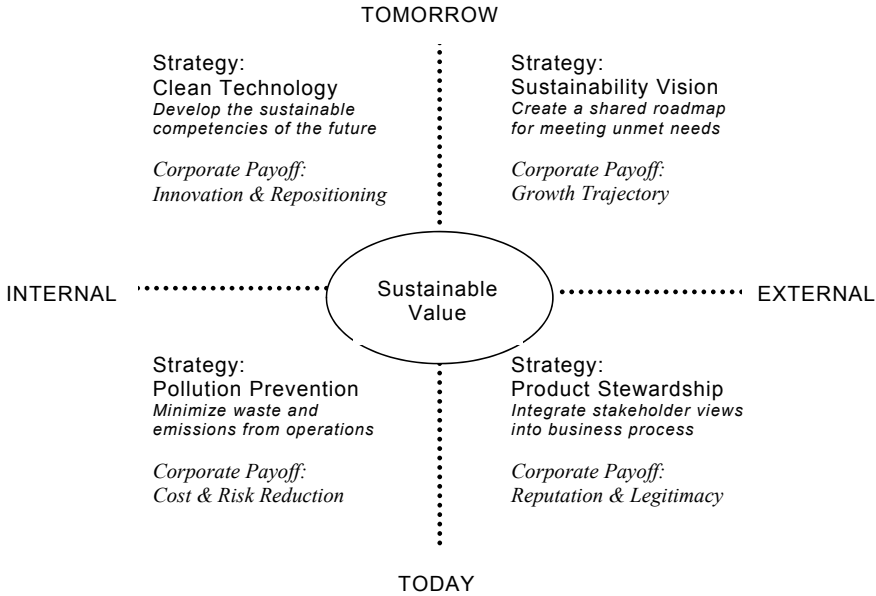 TOMORROW
Strategy:
Clean Technology
Develop the sustainable
competencies of the future
Corporate Payoff:
Innovation & Repositioning
Strategy:
Sustainability Vision
Create a shared roadmap
for meeting unmet needs
Corporate Payoff:
Growth Trajectory
INTERNAL
Sustainable
Value
EXTERNAL
Strategy:
Pollution Prevention
Minimize waste and
emissions from operations
Corporate Payoff:
Cost & Risk Reduction
Strategy:
Product Stewardship
Integrate stakeholder views
into business process
Corporate Payoff:
Reputation & Legitimacy
TODAY